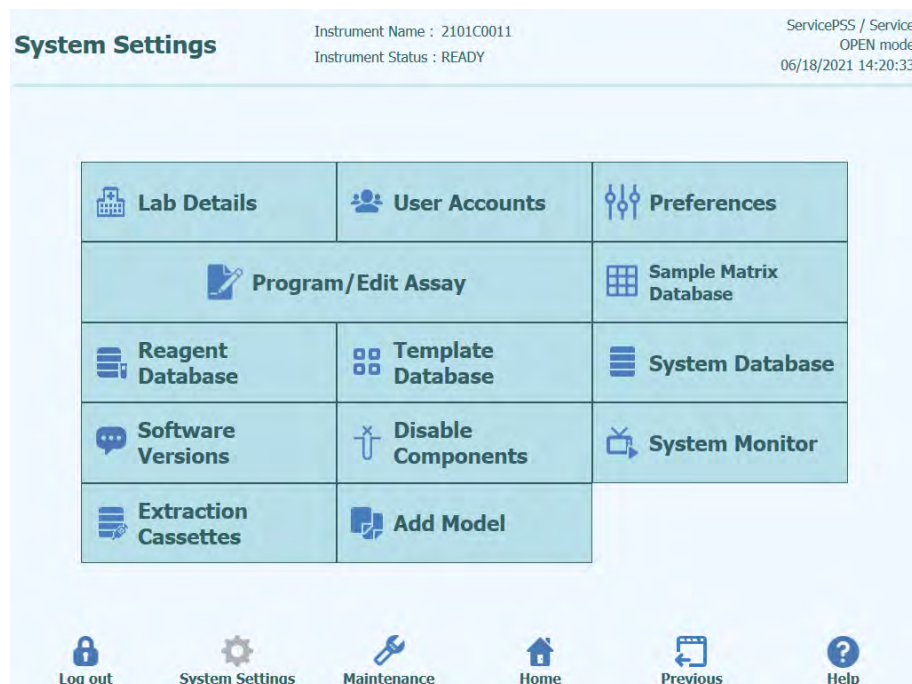 System Settings
Instrument Name : 2101C0011
Instrument Status : READY
ServicePSS / Service
OPEN mode
06/18/2021 14:20:33
Lab Details
User Accounts
Preferences
Program/Edit Assay
Sample Matrix
Database
Reagent
Database
Template
Database
System Database
Software
Versions
Disable
Components
System Monitor
Extraction
Cassettes
Add Model
Log out
System Settings
Maintenance
Home
Previous
Help